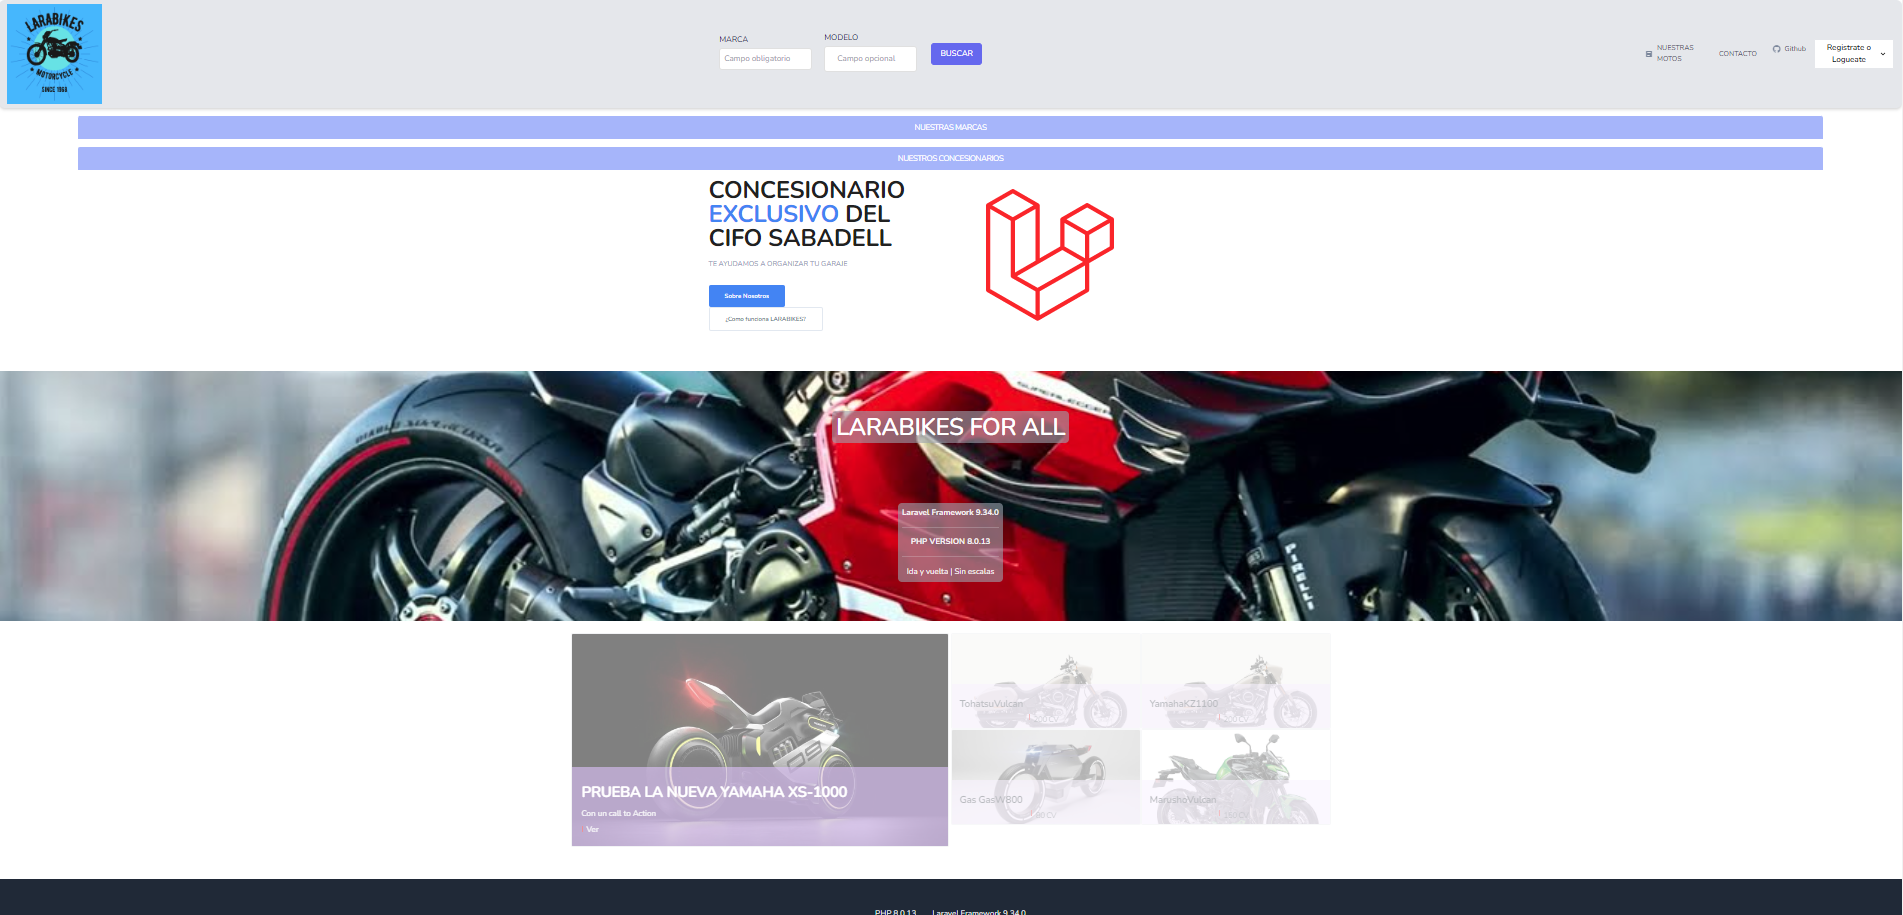 LARABIKES
MOTORCYCLE
SINCE 1968
MARCA
Campo obligatorio
MODELO
Campo opcional
BUSCAR
NUESTRAS
MOTOS
CONTACTO
Github
Registrate o
Logueate
NUESTRAS MARCAS
NUESTROS CONCESIONARIOS
CONCESIONARIO
EXCLUSIVO DEL
CIFO SABADELL
TE AYUDAMOS A ORGANIZAR TU GARAJE
Sobre Nosotros
¿Como funciona LARABIKES?
SUPERLEGGERA
DIABLO
PIRELLI
LARABIKES FOR ALL
Laravel Framework 9.34.0
PHP VERSION 8.0.13
Ida y vuelta | Sin escalas
PRUEBA LA NUEVA YAMAHA XS-1000
Con un call to Action
Ver
TohatsuVulcan
YamahaKZ1100
Gas GasW800
MarushoVulcan
PHP 8.0.13
Laravel Framework 9.34.0